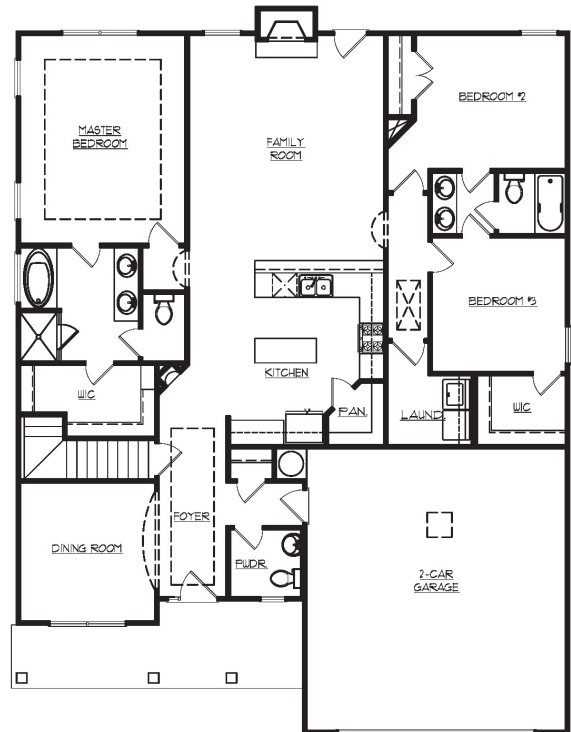 BEDROOM #2
MASTER
BEDROOM
FAMILY
ROOM
BEDROOM #3
KITCHEN
WIC
PAN.
LAUND.
WIC
FOYER
DINING ROOM
PWDR.
2-CAR
GARAGE